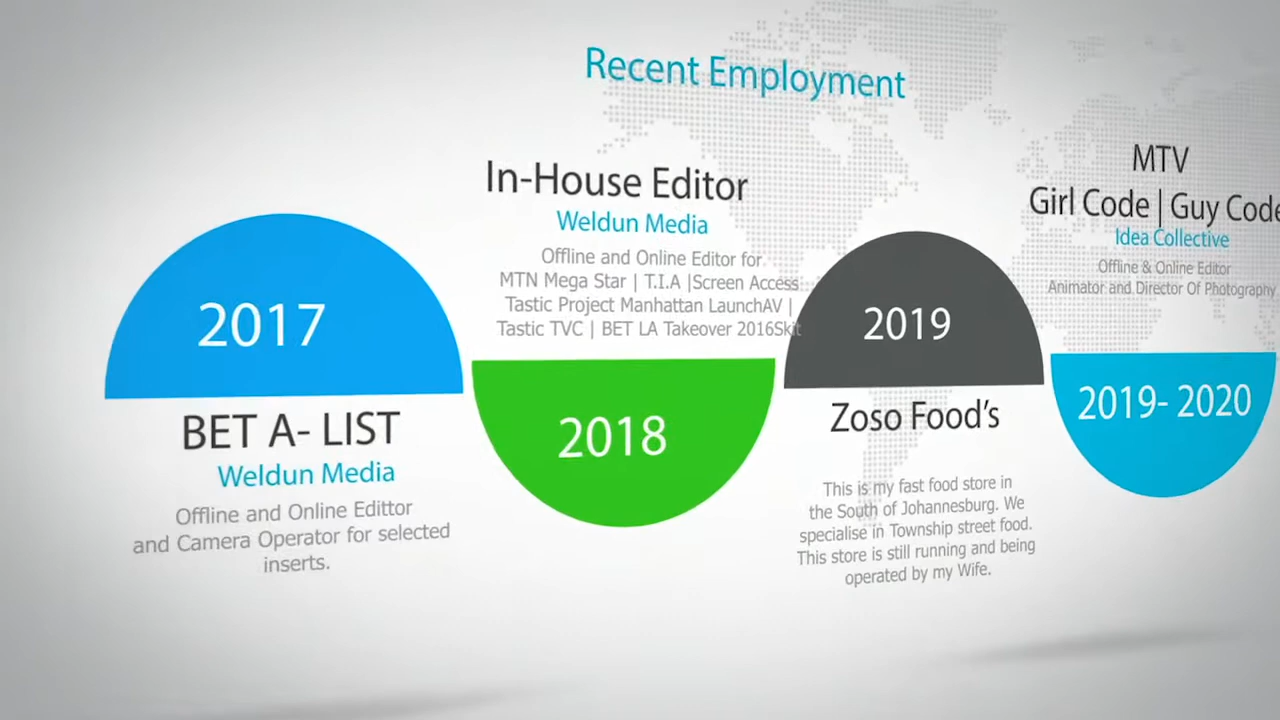 Recent Employment
2017
BET A- LIST
Weldun Media
Offline and Online Edittor
and Camera Operator for selected
inserts.
In-House Editor
Weldun Media
Offline and Online Editor for
MTN Mega Star | T.I.A |Screen Access
Tastic Project Manhattan LaunchAV |
Tastic TVC | BET LA Takeover 2016Skit
2018
2019
Zoso Food's
This is my fast food store in
the South of Johannesburg. We
specialise in Township street food.
This store is still running and being
operated by my Wife.
MTV
Girl Code | Guy Code
Idea Collective
Offline & Online Editor
Animator and Director Of Photography
2019- 2020